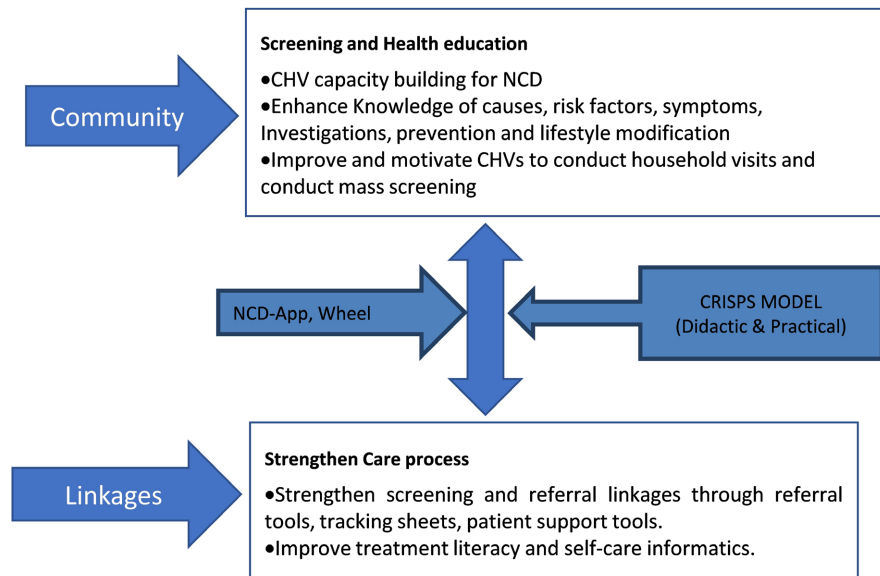 Screening and Health education
•CHV capacity building for NCD
•Enhance Knowledge of causes, risk factors, symptoms,
Investigations, prevention and lifestyle modification
•Improve and motivate CHVs to conduct household visits and
conduct mass screening
Community
NCD-App, Wheel
CRISPS MODEL
(Didactic & Practical)
Strengthen Care process
•Strengthen screening and referral linkages through referral
tools, tracking sheets, patient support tools.
•Improve treatment literacy and self-care informatics.
Linkages